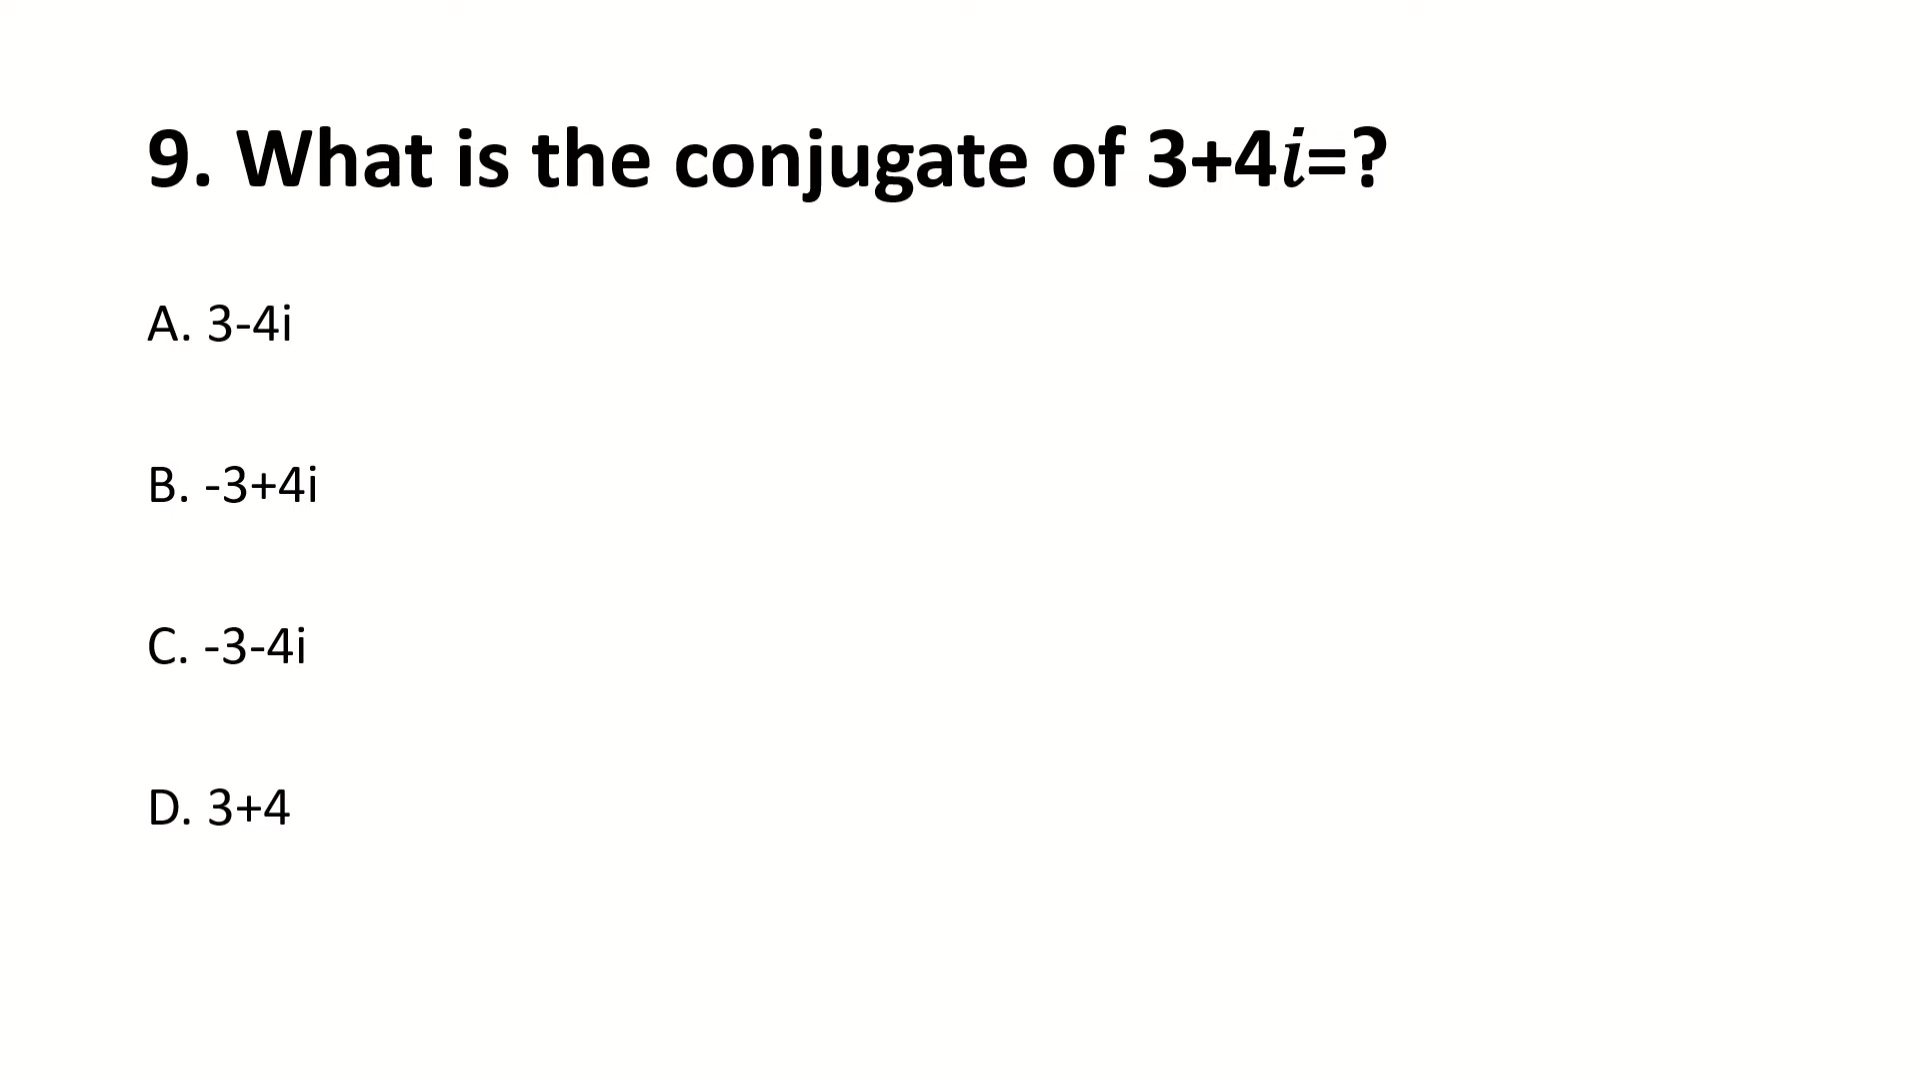 9. What is the conjugate of 3+4𝑖=?
A. 3-4i
B. -3+4i
C. -3-4i
D. 3+4